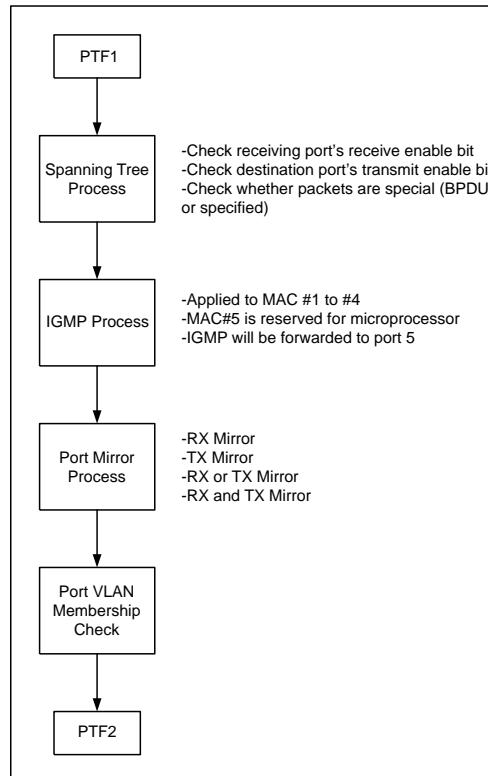 PTF1
Spanning Tree
Process
-Check receiving port's receive enable bit
-Check destination port's transmit enable bi
-Check whether packets are special (BPDU
or specified)
IGMP Process
-Applied to MAC #1 to #4
-MAC#5 is reserved for microprocessor
-IGMP will be forwarded to port 5
Port Mirror
Process
-RX Mirror
-TX Mirror
-RX or TX Mirror
-RX and TX Mirror
Port VLAN
Membership
Check
PTF2